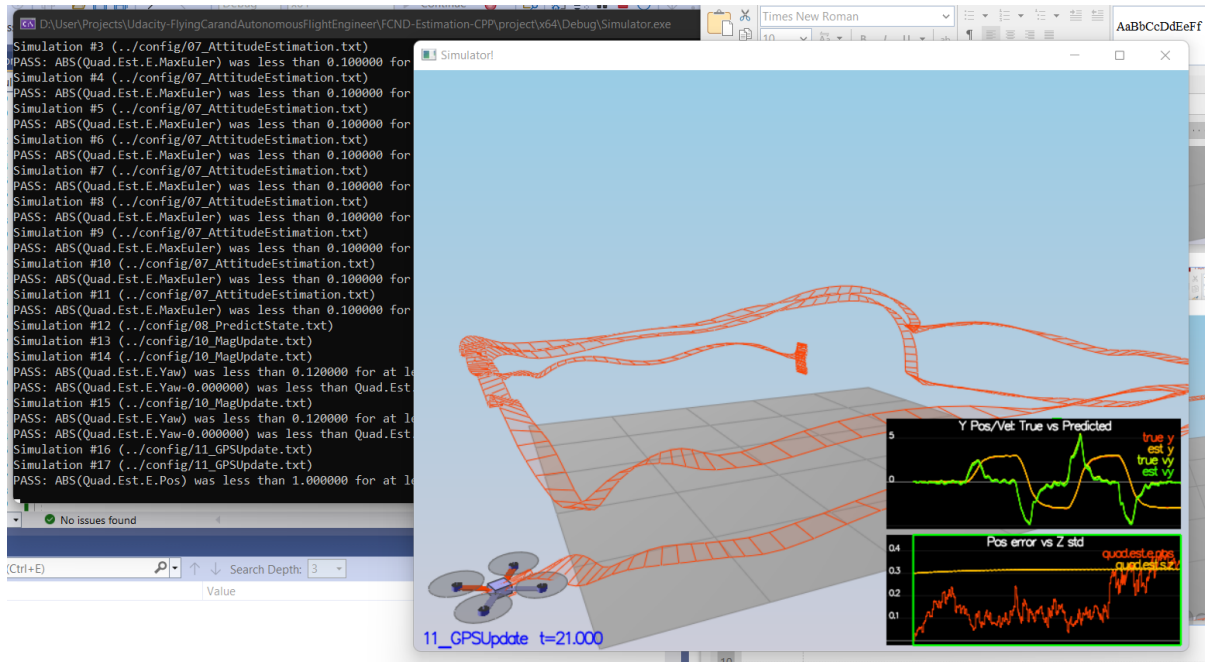 D:\User\Projects\Udacity-FlyingCarandAutonomousFlightEngineer\FCND-Estimation-CPP\project\x64\Debug\Simulator.exe
Simulation #3 (../config/07_AttitudeEstimation.txt)
PASS: ABS(Quad.Est.E.MaxEuler) was less than 0.100000 for
Simulation #4 (../config/07_AttitudeEstimation.txt)
PASS: ABS(Quad.Est.E.MaxEuler) was less than 0.100000 for
Simulation #5 (../config/07_AttitudeEstimation.txt)
PASS: ABS(Quad.Est.E.MaxEuler) was less than 0.100000 for
Simulation #6 (../config/07_AttitudeEstimation.txt)
PASS: ABS(Quad.Est.E.MaxEuler) was less than 0.100000 for
Simulation #7 (../config/07_AttitudeEstimation.txt)
PASS: ABS(Quad.Est.E.MaxEuler) was less than 0.100000 for
Simulation #8 (../config/07_AttitudeEstimation.txt)
PASS: ABS(Quad.Est.E.MaxEuler) was less than 0.100000 for
Simulation #9 (../config/07_AttitudeEstimation.txt)
PASS: ABS(Quad.Est.E.MaxEuler) was less than 0.100000 for
Simulation #10 (../config/07_AttitudeEstimation.txt)
PASS: ABS(Quad.Est.E.MaxEuler) was less than 0.100000 for
Simulation #11 (../config/07_AttitudeEstimation.txt)
PASS: ABS(Quad.Est.E.MaxEuler) was less than 0.100000 for
Simulation #12 (../config/08_PredictState.txt)
Simulation #13 (../config/10_MagUpdate.txt)
Simulation #14 (../config/10_MagUpdate.txt)
PASS: ABS(Quad.Est.E.Yaw) was less than 0.120000 for at le
PASS: ABS(Quad.Est.E.Yaw-0.000000) was less than Quad.Est
Simulation #15 (../config/10_MagUpdate.txt)
PASS: ABS(Quad.Est.E.Yaw) was less than 0.120000 for at l
PASS: ABS(Quad.Est.E.Yaw-0.000000) was less than Quad.Est
Simulation #16 (../config/11_GPSUpdate.txt)
Simulation #17 (../config/11_GPSUpdate.txt)
PASS: ABS(Quad.Est.E.Pos) was less than 1.000000 for at le
No issues found
(Ctrl+E)
Search Depth: 3
Value
Times New Roman
10
AaBbCcDdEeFf
Simulator!
Y Pos/Vel: True vs Predicted
5
0
true y
est y
true vy
est vy
Pos error vs Z std
0.4
0.3
0.2
0.1
quad.est.e.pos
quad.est.s.z
11_GPSUpdate t=21.000